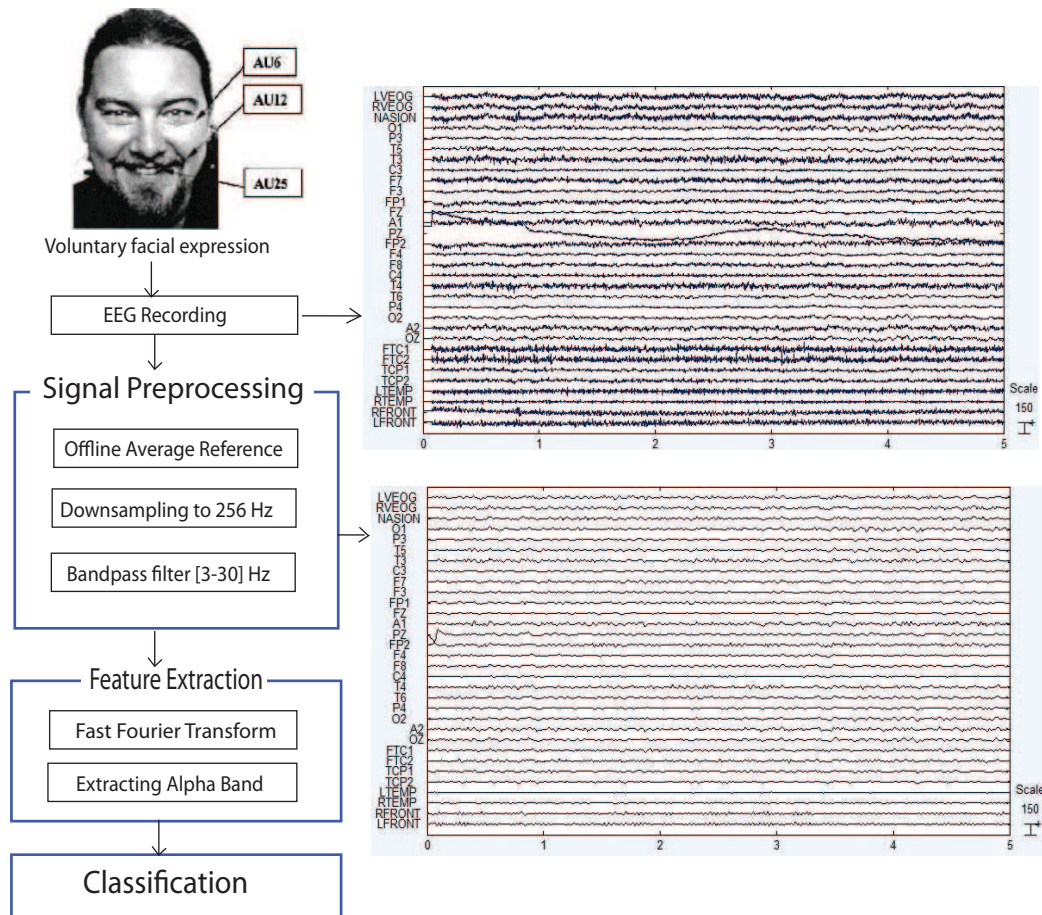 AU6
AU12
AU25
Voluntary facial expression
EEG Recording
Signal Preprocessing
Offline Average Reference
Downsampling to 256 Hz
Bandpass filter [3-30] Hz
Feature Extraction
Fast Fourier Transform
Extracting Alpha Band
Classification
LVEOG
RVEOG
NASION
O1
P3
T5
T3
C3
F7
F3
FP1
FZ
A1
PZ
FP2
F4
F8
C4
T4
T6
P4
O2
A2
OZ
FTC1
FTC2
TCP1
TCP2
LTEMP
RTEMP
RFRONT
LFRONT
0 1 2 3 4 5
Scale
150
+
LVEOG
RVEOG
NASION
O1
P3
T5
T3
C3
F7
F3
FP1
FZ
A1
PZ
FP2
F4
F8
C4
T4
T6
P4
O2
A2
OZ
FTC1
FTC2
TCP1
TCP2
LTEMP
RTEMP
RFRONT
LFRONT
0 1 2 3 4 5
Scale
150
+